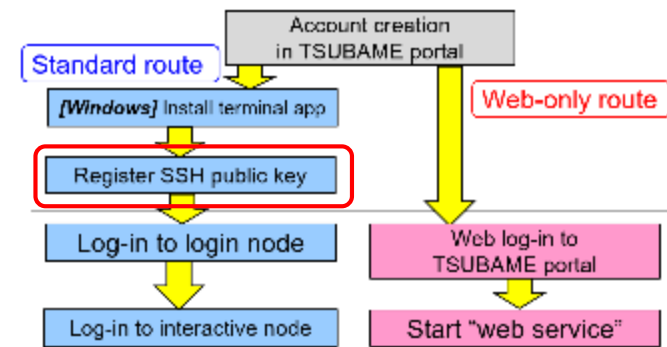 Account creation
in TSUBAME portal
Standard route
Web-only route
[Windows] Install terminal app
Register SSH public key
Log-in to login node
Web log-in to
TSUBAME portal
Log-in to interactive node
Start “web service”